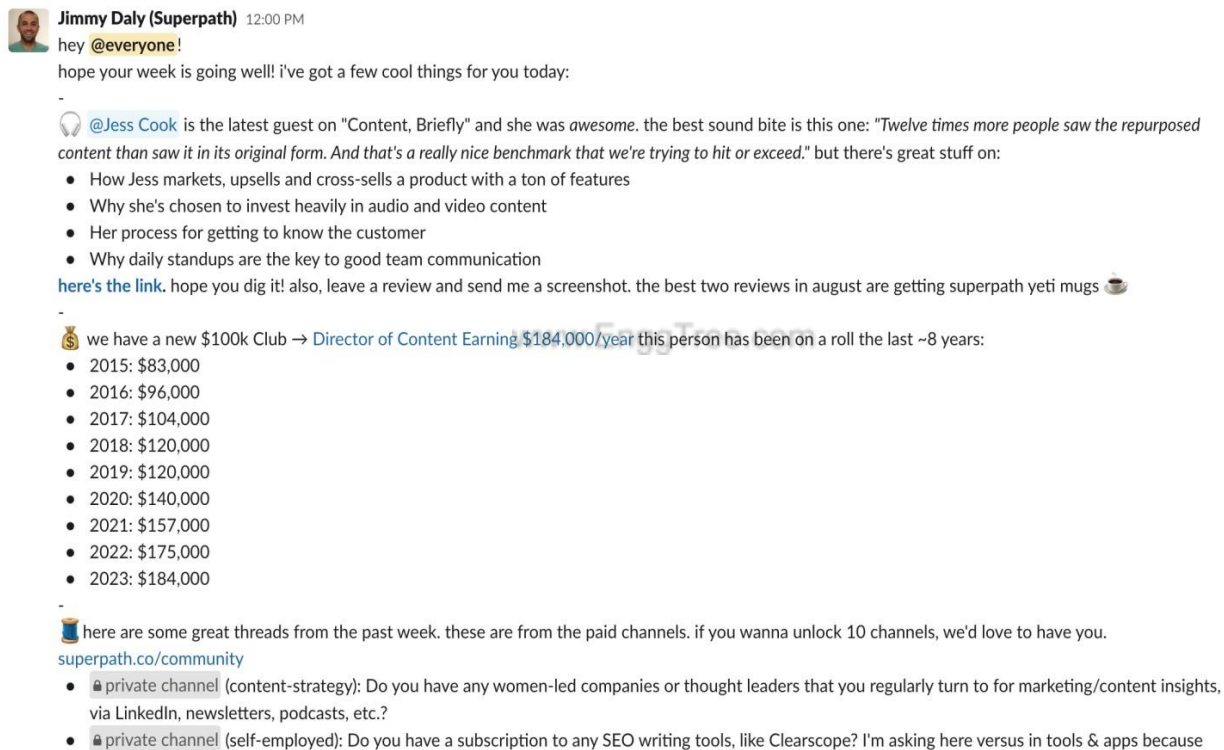 Jimmy Daly (Superpath) 12:00 PM
hey @everyone!
hope your week is going well! i've got a few cool things for you today:
-
@Jess Cook is the latest guest on "Content, Briefly" and she was awesome. the best sound bite is this one: "Twelve times more people saw the repurposed
content than saw it in its original form. And that's a really nice benchmark that we're trying to hit or exceed." but there's great stuff on:
• How Jess markets, upsells and cross-sells a product with a ton of features
• Why she's chosen to invest heavily in audio and video content
• Her process for getting to know the customer
• Why daily standups are the key to good team communication
here's the link. hope you dig it! also, leave a review and send me a screenshot. the best two reviews in august are getting superpath yeti mugs
-
we have a new $100k Club → Director of Content Earning $184,000/year this person has been on a roll the last ~8 years:
www.EnggTree.com
• 2015: $83,000
• 2016: $96,000
• 2017: $104,000
• 2018: $120,000
• 2019: $120,000
• 2020: $140,000
• 2021: $157,000
• 2022: $175,000
• 2023: $184,000
-
here are some great threads from the past week. these are from the paid channels. if you wanna unlock 10 channels, we'd love to have you.
superpath.co/community
• private channel (content-strategy): Do you have any women-led companies or thought leaders that you regularly turn to for marketing/content insights,
via LinkedIn, newsletters, podcasts, etc.?
• private channel (self-employed): Do you have a subscription to any SEO writing tools, like Clearscope? I'm asking here versus in tools & apps because